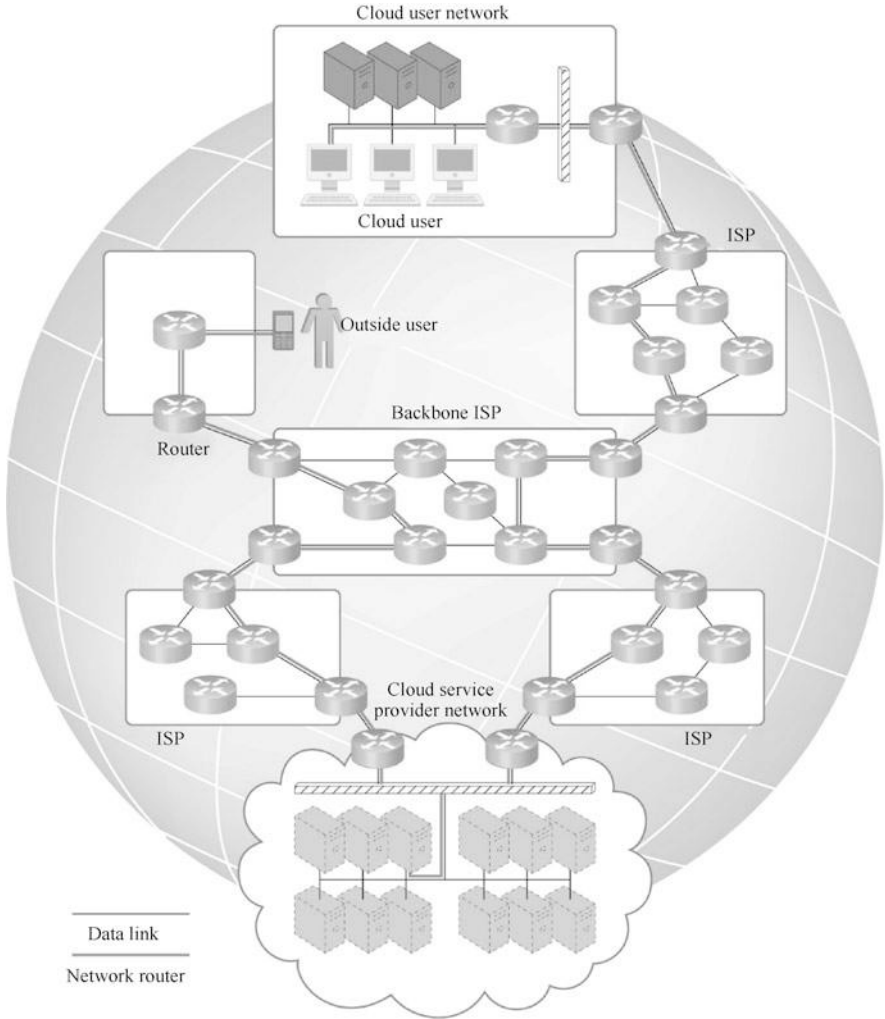 Cloud user network
Cloud user
ISP
Outside user
Router
Backbone ISP
Cloud service
provider network
ISP
ISP
Data link
Network router